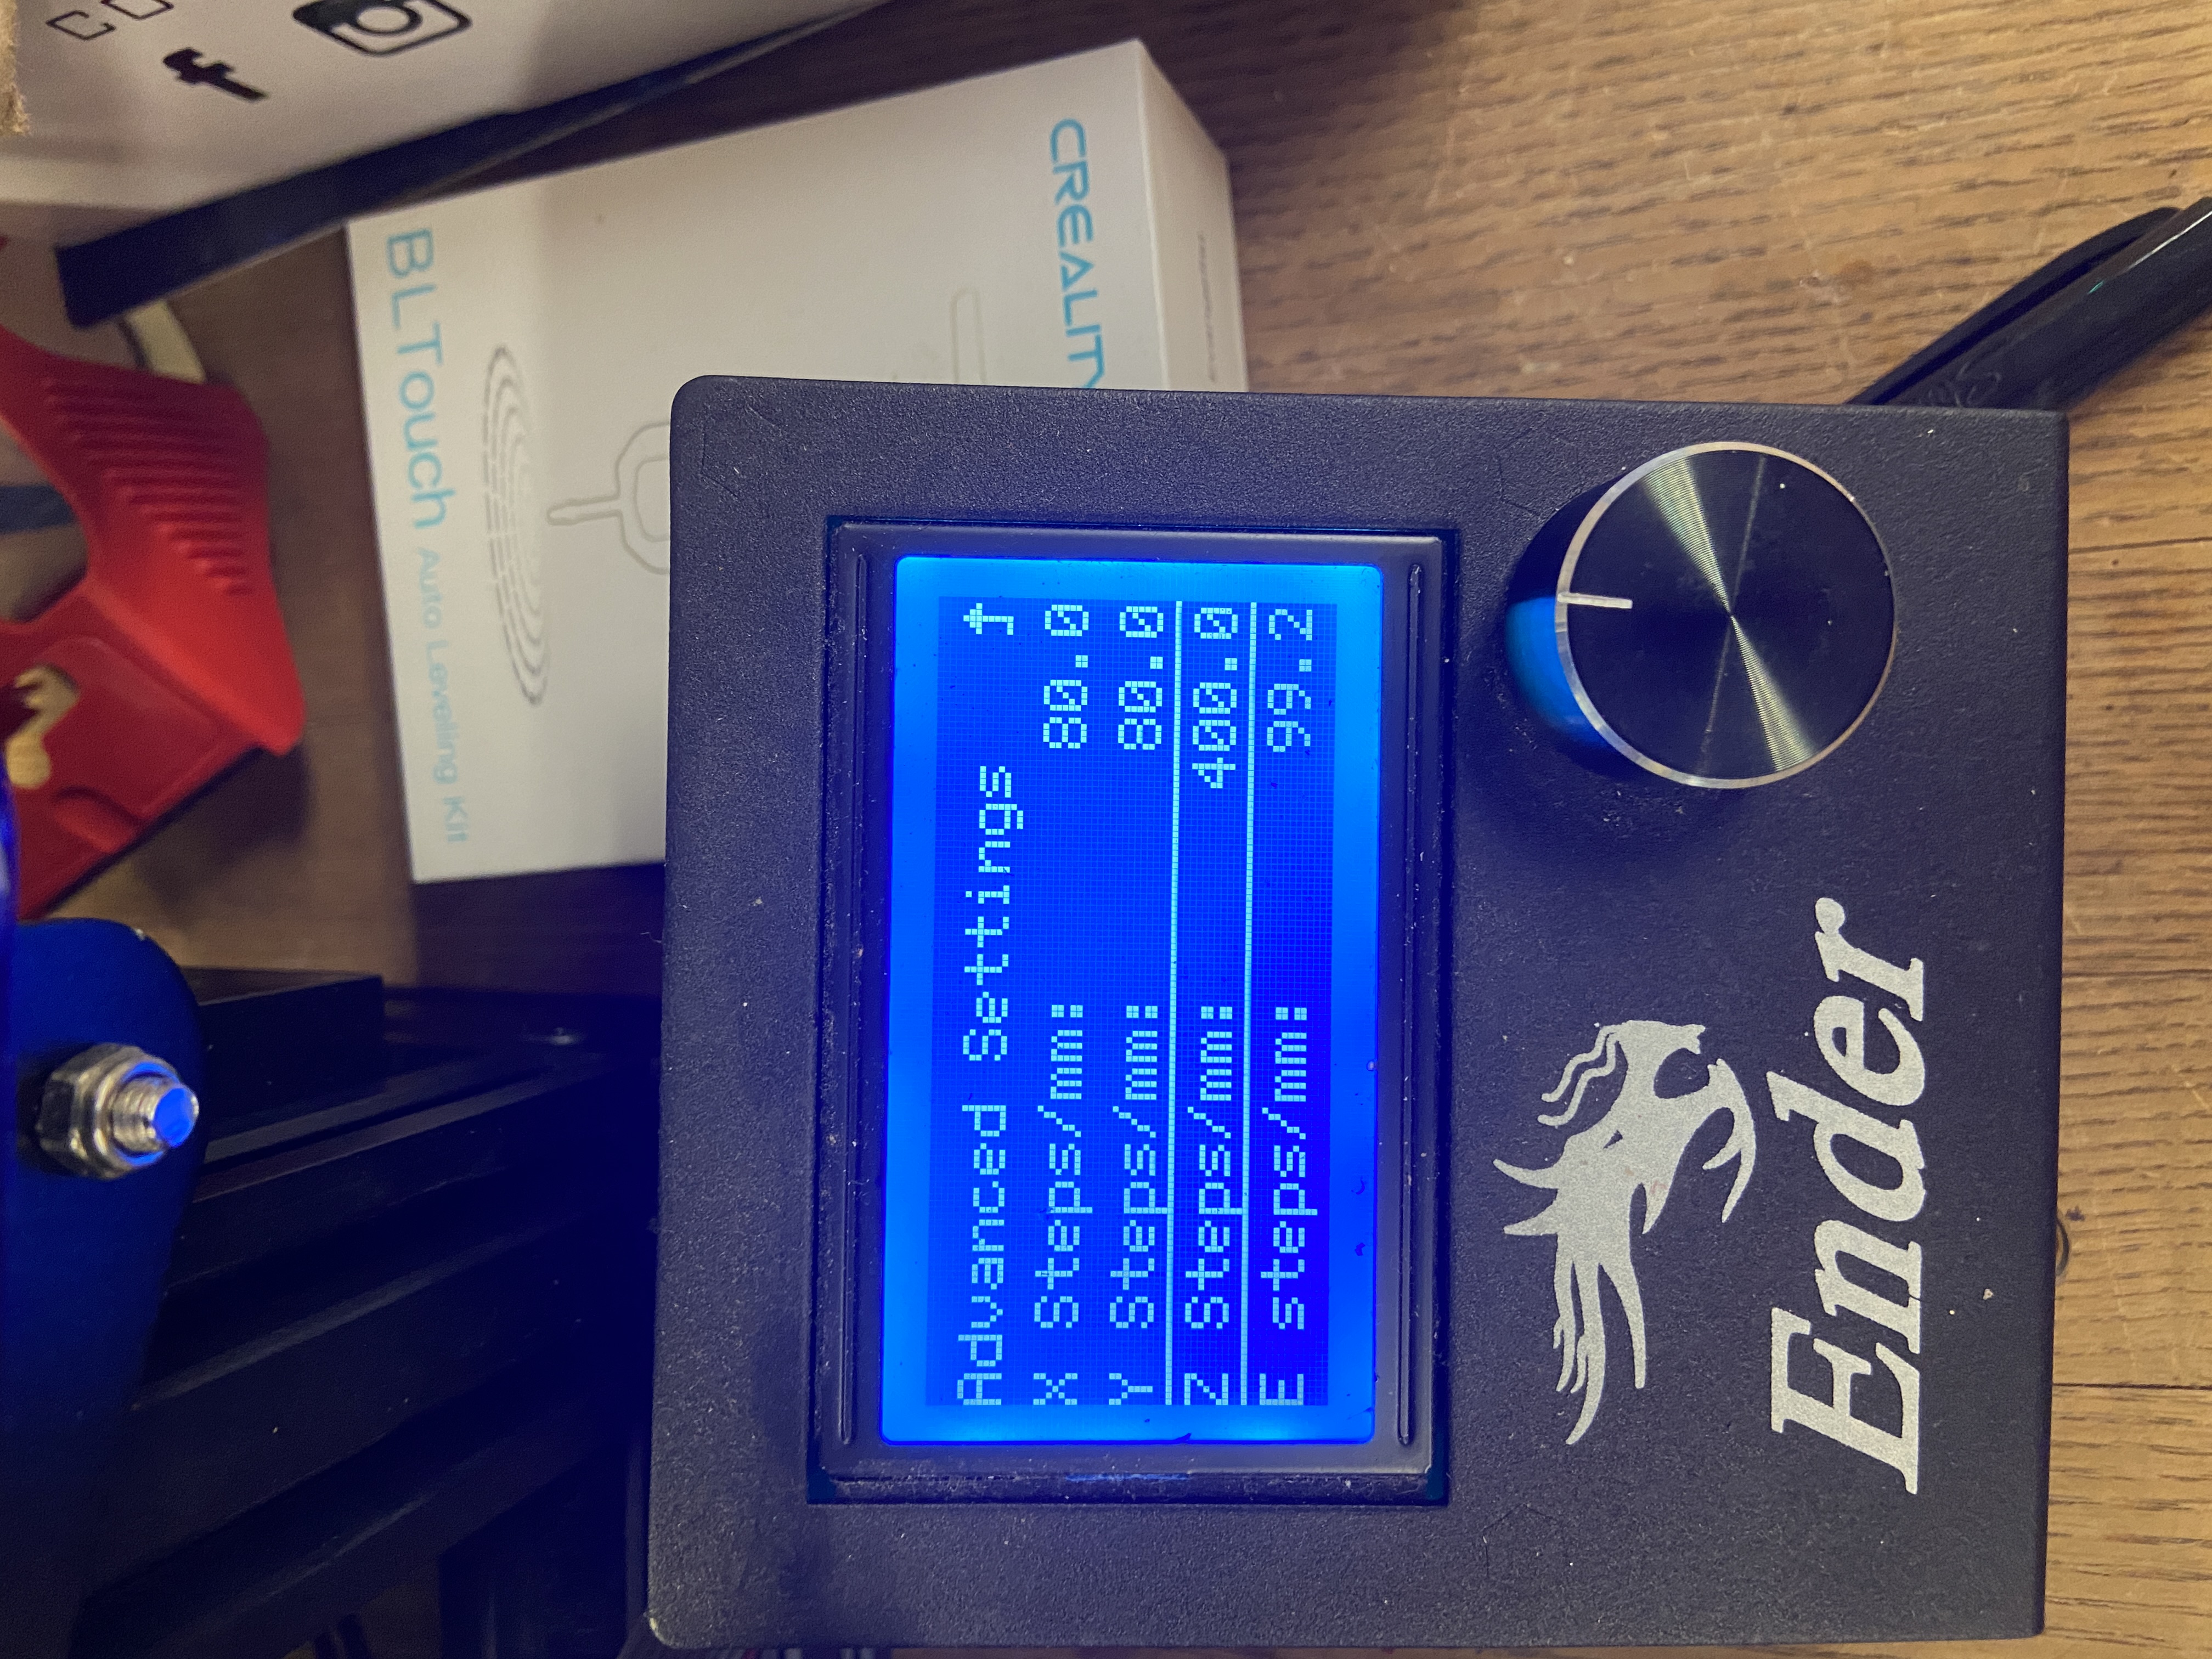 BLTouch Auto Leveling Kit
CREALITY
Advanced Settings
X Steps/mm: 80.0
Y Steps/mm: 80.0
Z Steps/mm: 400.0
E steps/mm: 99.2
Ender